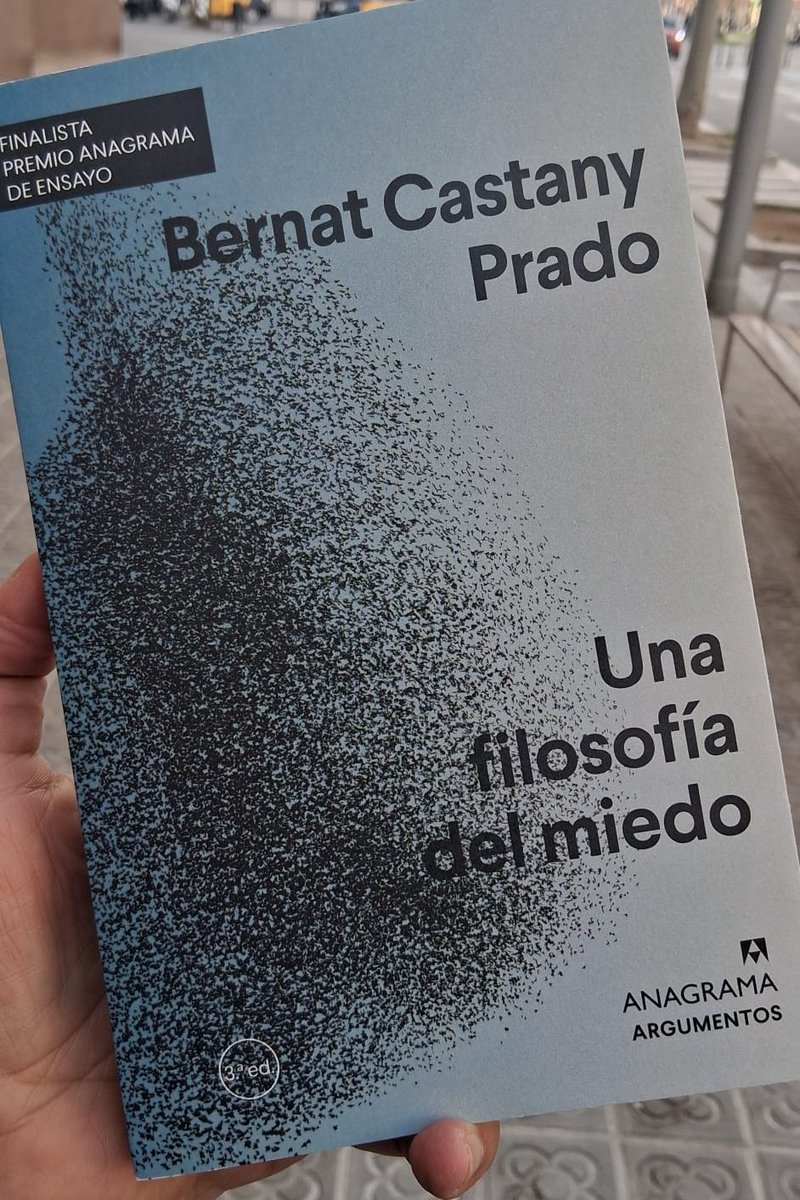 FINALISTA
PREMIO ANAGRAMA
DE ENSAYO
Bernat Castany
Prado
Una
filosofía
del miedo
ANAGRAMA
ARGUMENTOS
3.ª ed.